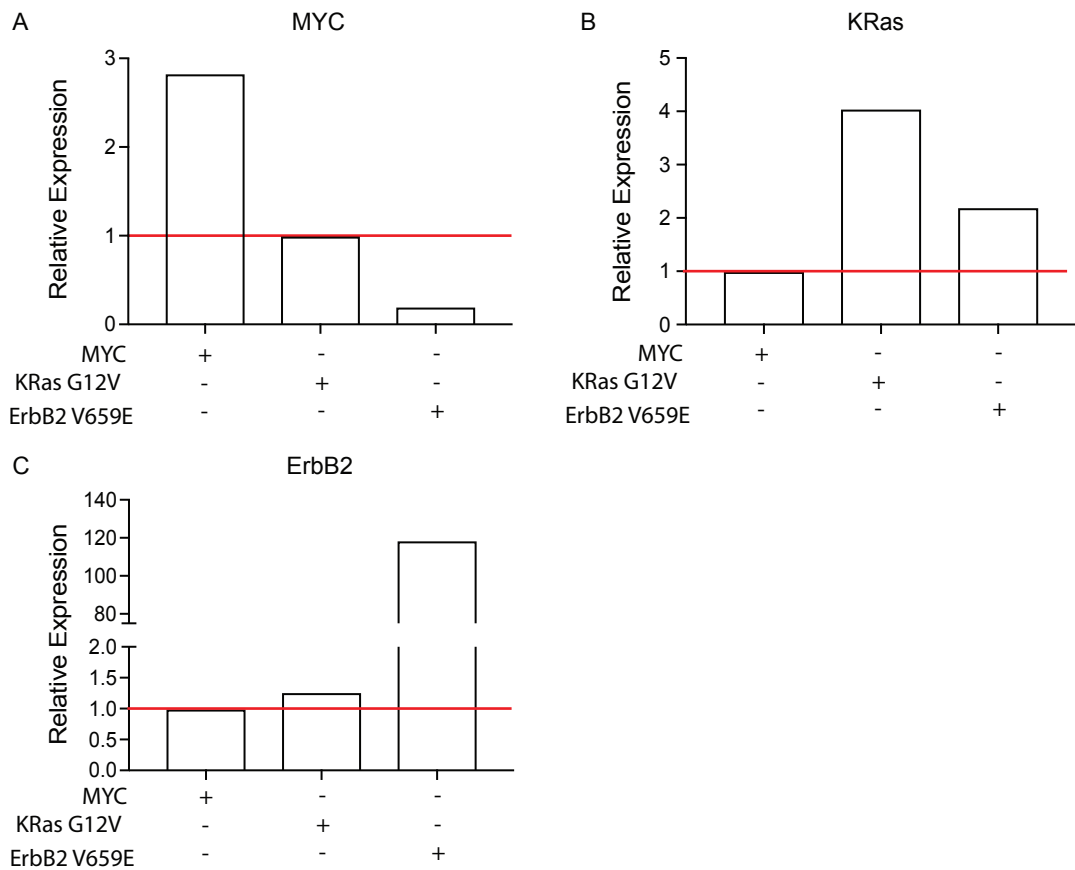 A
MYC
Relative Expression
3
2
1
0
MYC + - -
KRas G12V - + -
ErbB2 V659E - - +
B
KRas
Relative Expression
5
4
3
2
1
0
MYC + - -
KRas G12V - + -
ErbB2 V659E - - +
C
ErbB2
Relative Expression
140
120
100
80
2.0
1.5
1.0
0.5
0.0
MYC + - -
KRas G12V - + -
ErbB2 V659E - - +